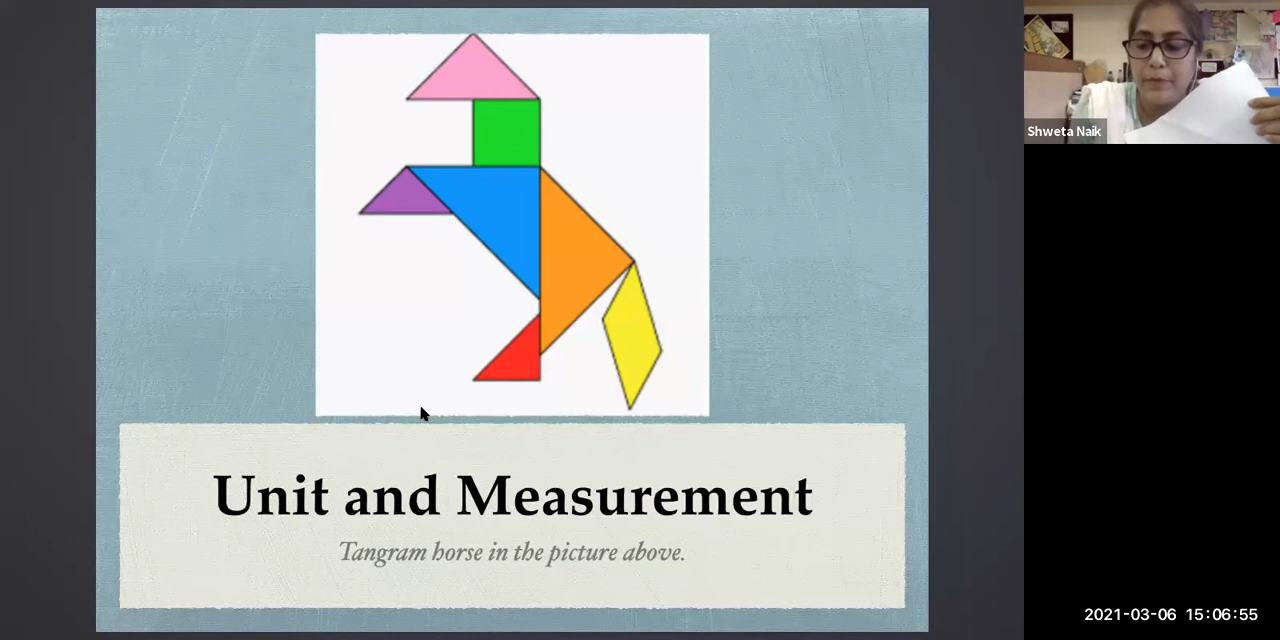 Shweta Naik
Unit and Measurement
Tangram horse in the picture above.
2021-03-06 15:06:55